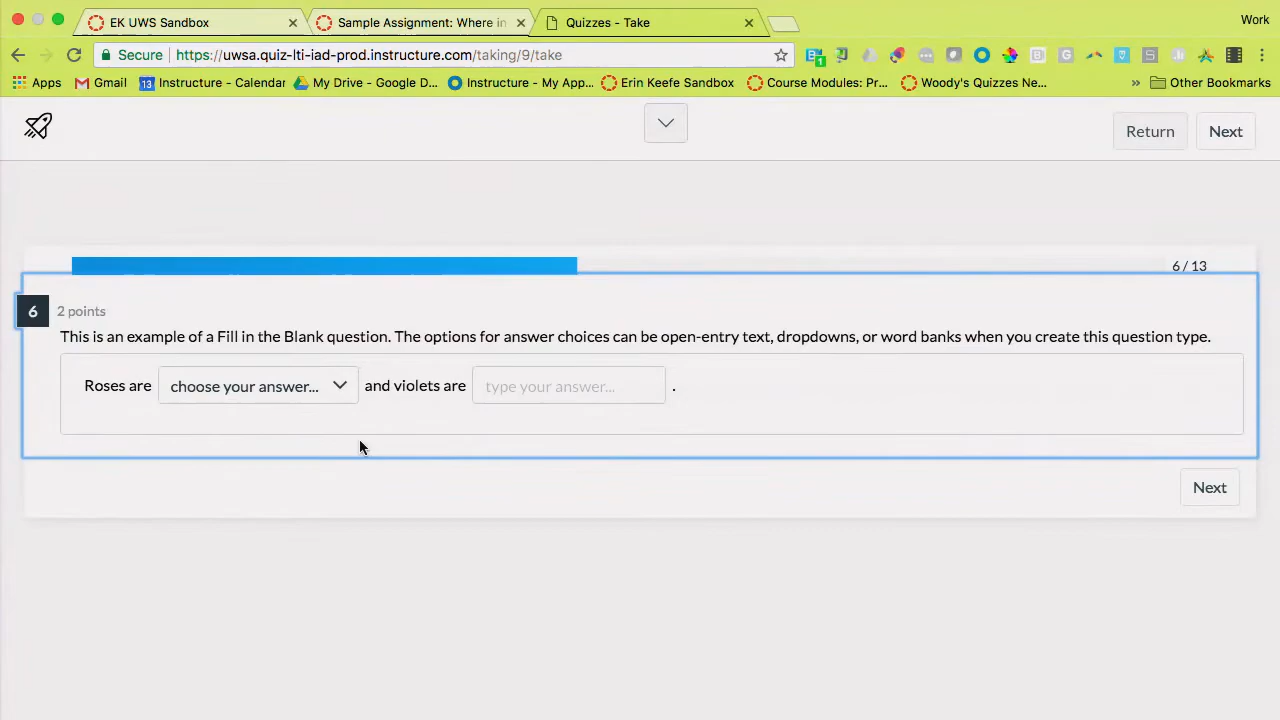 EK UWS Sandbox
Sample Assignment: Where in
Quizzes - Take
Work
Secure https://uwsa.quiz-lti-iad-prod.instructure.com/taking/9/take
1
Apps Gmail 13 Instructure - Calendar My Drive - Google D... Instructure - My App... Erin Keefe Sandbox Course Modules: Pr... Woody's Quizzes Ne... » Other Bookmarks
Return Next
6 / 13
6 2 points
This is an example of a Fill in the Blank question. The options for answer choices can be open-entry text, dropdowns, or word banks when you create this question type.
Roses are choose your answer... and violets are type your answer... .
Next